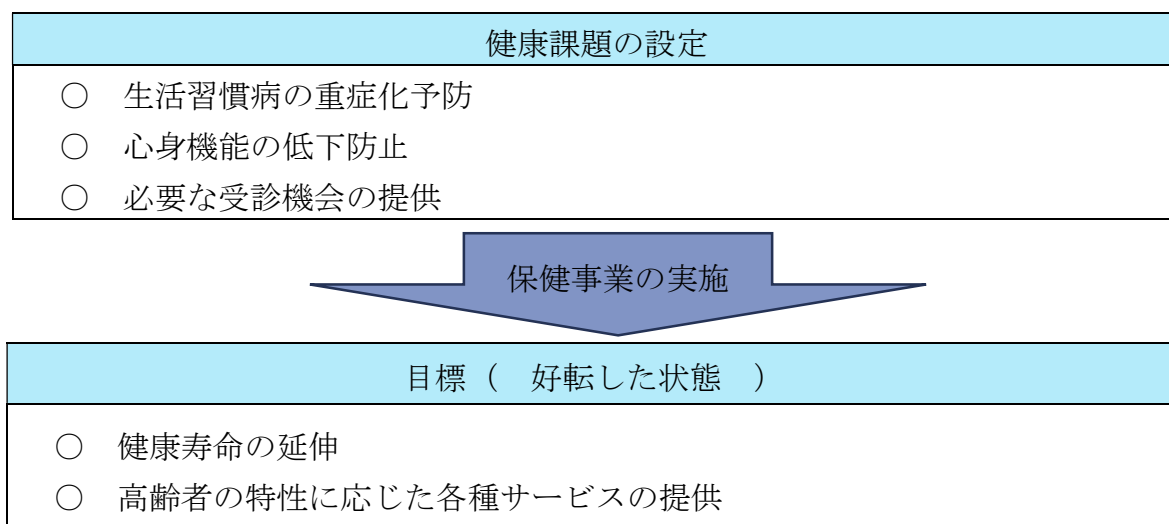 健康課題の設定
○　生活習慣病の重症化予防
○　心身機能の低下防止
○　必要な受診機会の提供
保健事業の実施
目標（　好転した状態　）
○　健康寿命の延伸
○　高齢者の特性に応じた各種サービスの提供